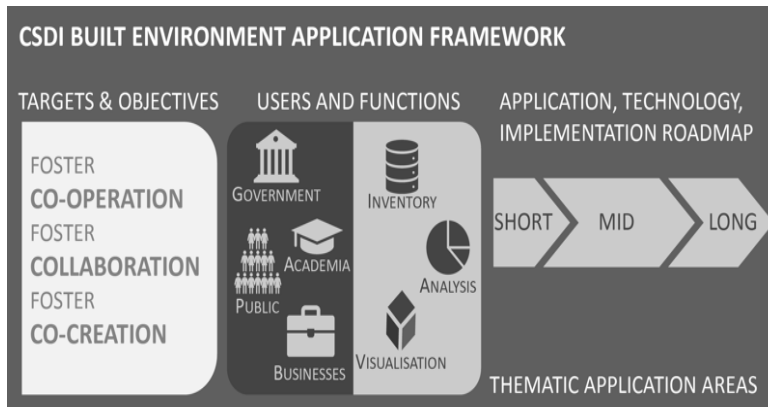 CSDI BUILT ENVIRONMENT APPLICATION FRAMEWORK
TARGETS & OBJECTIVES
FOSTER
CO-OPERATION
FOSTER
COLLABORATION
FOSTER
CO-CREATION
USERS AND FUNCTIONS
GOVERNMENT
ACADEMIA
PUBLIC
BUSINESSES
INVENTORY
ANALYSIS
VISUALISATION
APPLICATION, TECHNOLOGY,
IMPLEMENTATION ROADMAP
SHORT MID LONG
THEMATIC APPLICATION AREAS